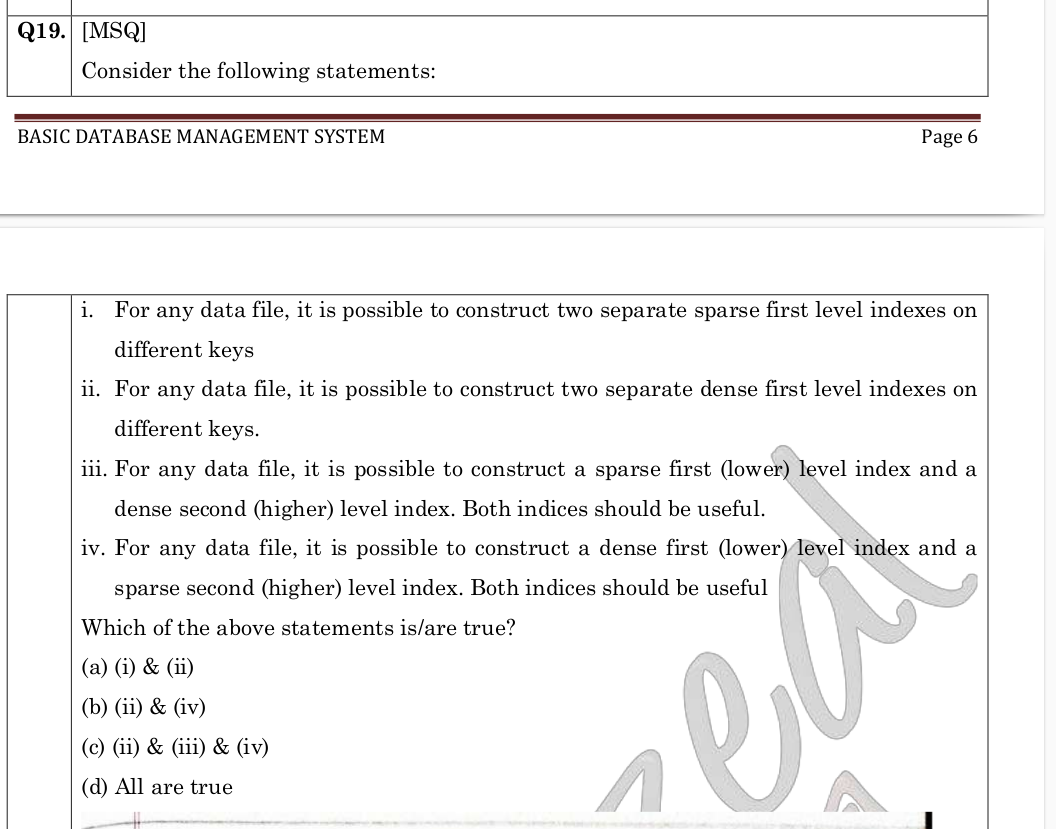 Q19. [MSQ]
Consider the following statements:
BASIC DATABASE MANAGEMENT SYSTEM Page 6
i. For any data file, it is possible to construct two separate sparse first level indexes on
different keys
ii. For any data file, it is possible to construct two separate dense first level indexes on
different keys.
iii. For any data file, it is possible to construct a sparse first (lower) level index and a
dense second (higher) level index. Both indices should be useful.
iv. For any data file, it is possible to construct a dense first (lower) level index and a
sparse second (higher) level index. Both indices should be useful
Which of the above statements is/are true?
(a) (i) & (ii)
(b) (ii) & (iv)
(c) (ii) & (iii) & (iv)
(d) All are true